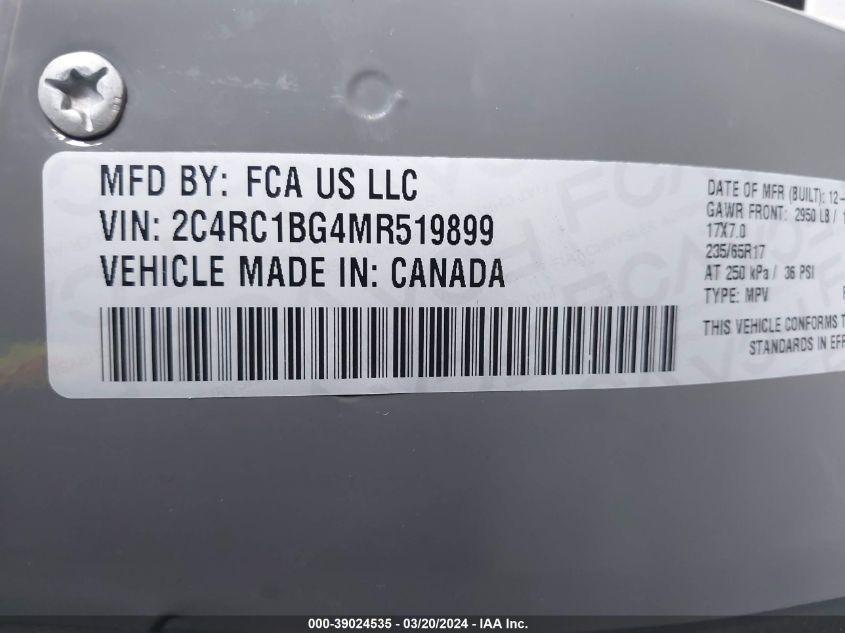 MFD BY: FCA US LLC
VIN: 2C4RC1BG4MR519899
VEHICLE MADE IN: CANADA
DATE OF MFR (BUILT): 12-
GAWR FRONT: 2950 LB /
17X7.0
235/65R17
AT 250 kPa / 36 PSI
TYPE: MPV
THIS VEHICLE CONFORMS T
STANDARDS IN EFF
000-39024535 - 03/20/2024 - IAA Inc.